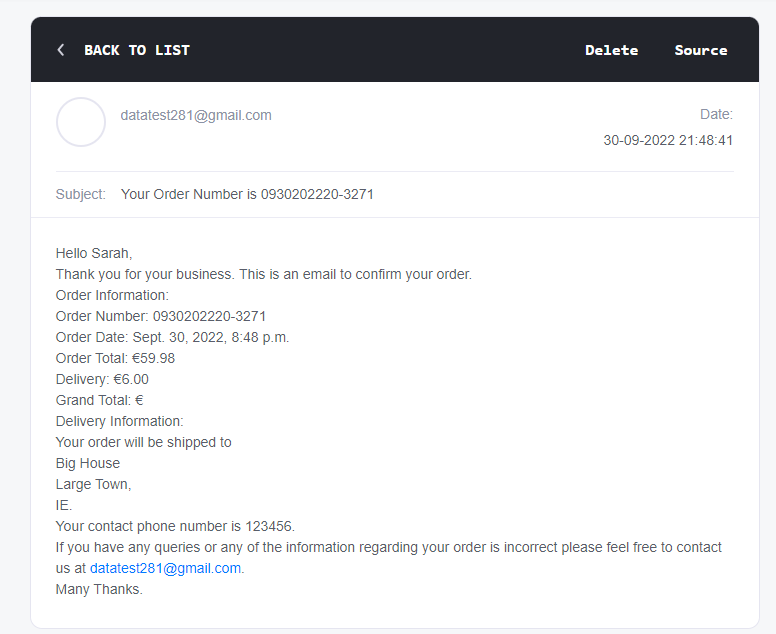 BACK TO LIST
Delete
Source
datatest281@gmail.com
Date:
30-09-2022 21:48:41
Subject: Your Order Number is 0930202220-3271
Hello Sarah,
Thank you for your business. This is an email to confirm your order.
Order Information:
Order Number: 0930202220-3271
Order Date: Sept. 30, 2022, 8:48 p.m.
Order Total: €59.98
Delivery: €6.00
Grand Total: €
Delivery Information:
Your order will be shipped to
Big House
Large Town,
IE.
Your contact phone number is 123456.
If you have any queries or any of the information regarding your order is incorrect please feel free to contact
us at datatest281@gmail.com.
Many Thanks.